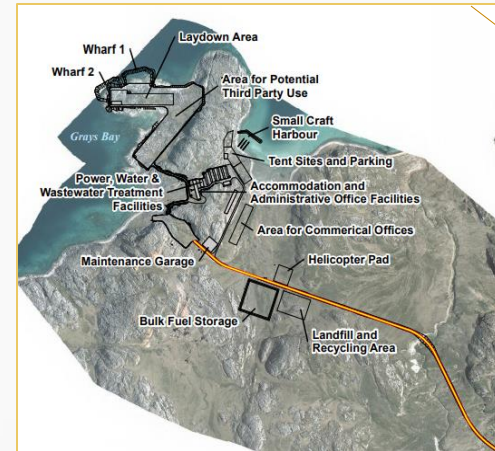 Wharf 1
Laydown Area
Wharf 2
Area for Potential
Third Party Use
Small Craft
Harbour
Grays Bay
Tent Sites and Parking
Power, Water &
Wastewater Treatment
Facilities
Accommodation and
Administrative Office Facilities
Area for Commerical Offices
Maintenance Garage
Helicopter Pad
Bulk Fuel Storage
Landfill and
Recycling Area